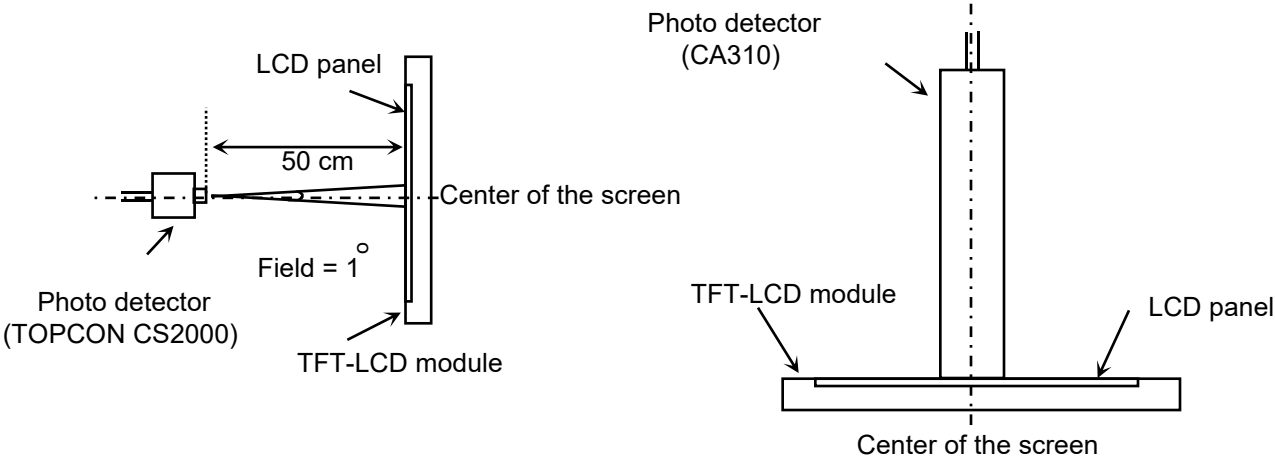 LCD panel
50 cm
Center of the screen
Field = 1°
Photo detector
(TOPCON CS2000)
TFT-LCD module
Photo detector
(CA310)
TFT-LCD module
LCD panel
Center of the screen